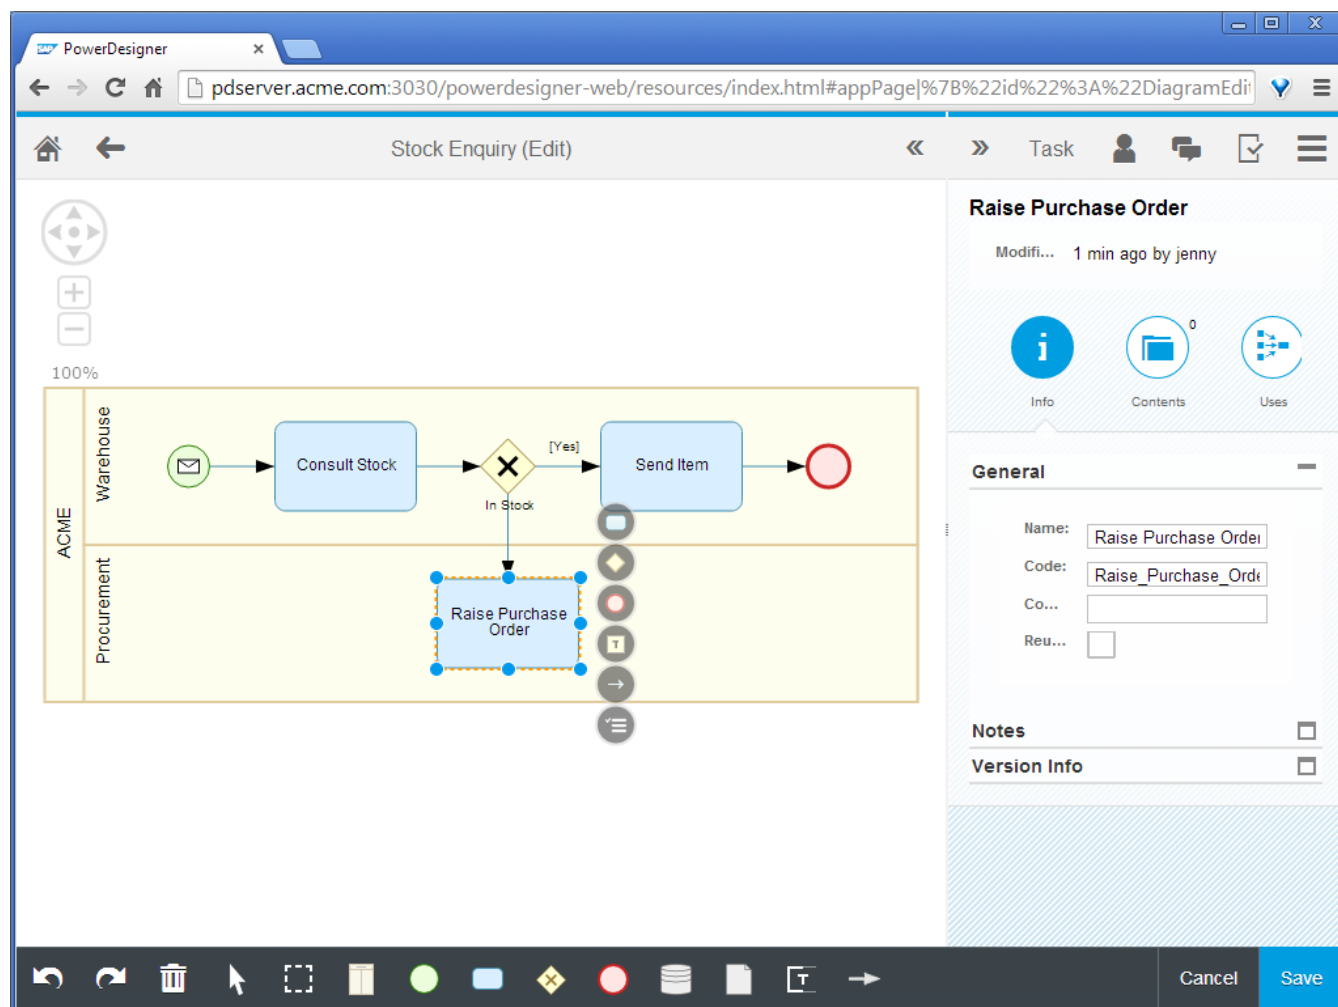 SAP PowerDesigner
pdserver.acme.com:3030/powerdesigner-web/resources/index.html#appPage|%7B%22id%22%3A%22DiagramEdi
Stock Enquiry (Edit)
Task
Raise Purchase Order
Modifi... 1 min ago by jenny
0
Info Contents Uses
100%
ACME
Warehouse
Consult Stock
[Yes]
Send Item
In Stock
Procurement
Raise Purchase
Order
T
General
Name: Raise Purchase Order
Code: Raise_Purchase_Orde
Co...
Reu...
Notes
Version Info
T
Cancel Save